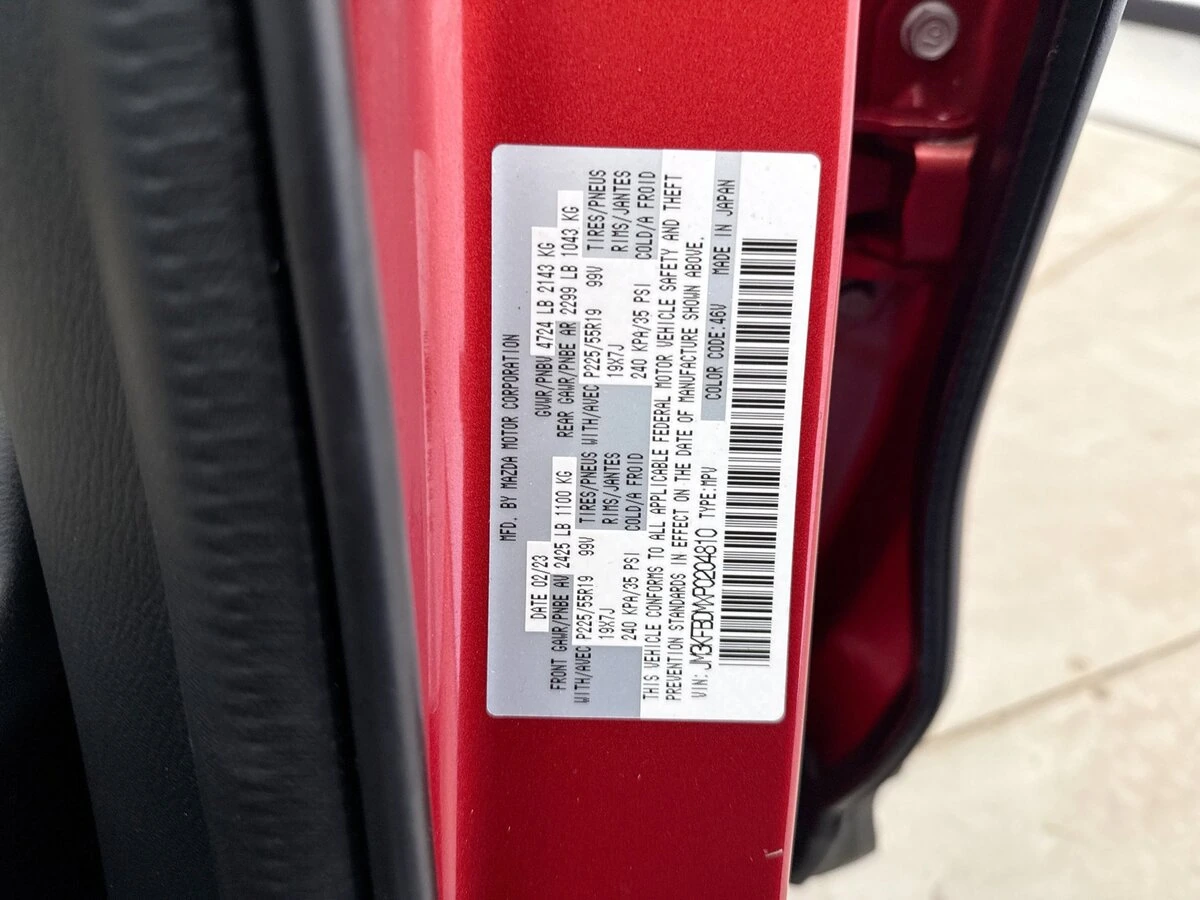 MFD. BY MAZDA MOTOR CORPORATION
DATE 02/23 GVWR/PNBV 4724 LB 2143 KG
FRONT GAWR/PNBE AV 2425 LB 1100 KG REAR GAWR/PNBE AR 2299 LB 1043 KG
WITH/AVEC P225/55R19 99V TIRES/PNEUS WITH/AVEC P225/55R19 99V TIRES/PNEUS
19X7J RIMS/JANTES 19X7J RIMS/JANTES
240 KPA/35 PSI COLD/A FROID 240 KPA/35 PSI COLD/A FROID
THIS VEHICLE CONFORMS TO ALL APPLICABLE FEDERAL MOTOR VEHICLE SAFETY AND THEFT
PREVENTION STANDARDS IN EFFECT ON THE DATE OF MANUFACTURE SHOWN ABOVE.
VIN: JM3KFBDMXP0204810 TYPE:MPV COLOR CODE:46V MADE IN JAPAN